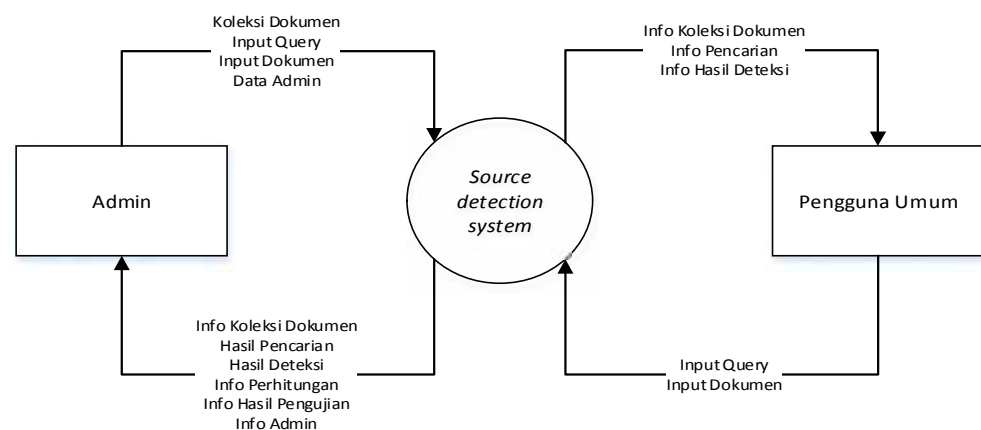 Koleksi Dokumen
Input Query
Input Dokumen
Data Admin
Info Koleksi Dokumen
Info Pencarian
Info Hasil Deteksi
Admin
Source
detection
system
Pengguna Umum
Info Koleksi Dokumen
Hasil Pencarian
Hasil Deteksi
Info Perhitungan
Info Hasil Pengujian
Info Admin
Input Query
Input Dokumen